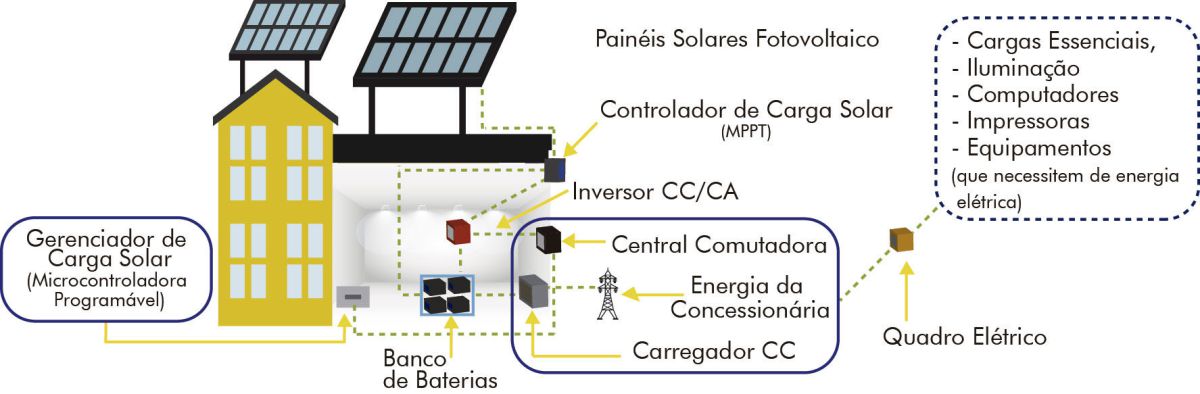 Painéis Solares Fotovoltaico
Controlador de Carga Solar
(MPPT)
Inversor CC/CA
Gerenciador de
Carga Solar
(Microcontroladora
Programável)
Central Comutadora
Energia da
Concessionária
Carregador CC
Banco
de Baterias
- Cargas Essenciais,
- Iluminação
- Computadores
- Impressoras
- Equipamentos
(que necessitem de energia
elétrica)
Quadro Elétrico